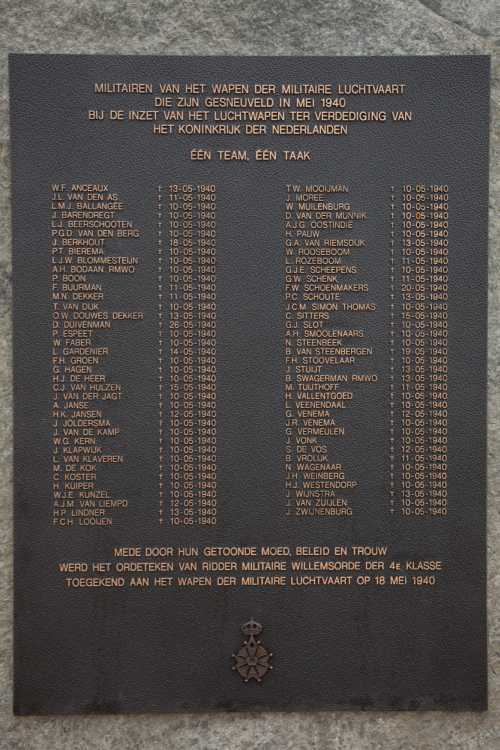 MILITAIREN VAN HET WAPEN DER MILITAIRE LUCHTVAART
DIE ZIJN GESNEUVELD IN MEI 1940
BIJ DE INZET VAN HET LUCHTWAPEN TER VERDEDIGING VAN
HET KONINKRIJK DER NEDERLANDEN
ÉÉN TEAM, ÉÉN TAAK
W.F. ANCEAUX † 13-05-1940
J.L. VAN DEN AS † 11-05-1940
L.M.J. BALLANGÉE † 10-05-1940
J. BARENDREGT † 10-05-1940
L.J. BEERSCHOOTEN † 10-05-1940
P.G.D. VAN DEN BERG † 10-05-1940
J. BERKHOUT † 18-05-1940
P.T. BIEREMA † 10-05-1940
L.J.W. BLOMMESTEIJN † 10-05-1940
A.H. BODAAN RMWO † 10-05-1940
P. BOON † 10-05-1940
F. BUURMAN † 11-05-1940
M.N. DEKKER † 11-05-1940
T. VAN DIJK † 10-05-1940
O.W. DOUWES DEKKER † 13-05-1940
D. DUIVENMAN † 26-05-1940
P. ESPEET † 10-05-1940
W. FABER † 10-05-1940
L. GARDENIER † 14-05-1940
F.H. GROEN † 10-05-1940
G. HAGEN † 10-05-1940
H.J. DE HEER † 10-05-1940
C.J. VAN HULZEN † 15-05-1940
J. VAN DER JAGT † 10-05-1940
A. JANSE † 10-05-1940
H.K. JANSEN † 12-05-1940
J. JOLDERSMA † 10-05-1940
J. VAN DE KAMP † 10-05-1940
W.G. KERN † 10-05-1940
J. KLAPWIJK † 10-05-1940
L. VAN KLAVEREN † 10-05-1940
M. DE KOK † 10-05-1940
C. KOSTER † 10-05-1940
H. KUIPER † 10-05-1940
W.J.E. KUNZEL † 10-05-1940
A.J.M. VAN LIEMPD † 12-05-1940
H.P. LINDNER † 13-05-1940
F.C.H. LOOIJEN † 10-05-1940
T.W. MOOIJMAN † 10-05-1940
J. MOREE † 10-05-1940
W. MUILENBURG † 10-05-1940
D. VAN DER MUNNIK † 10-05-1940
A.J.G. OOSTINDIE † 10-05-1940
H. PAUW † 10-05-1940
G.A. VAN RIEMSDIJK † 13-05-1940
W. ROOSEBOOM † 10-05-1940
L. ROZEBOOM † 11-05-1940
G.J.E. SCHEEPENS † 10-05-1940
G.W. SCHENK † 11-05-1940
F.W. SCHOENMAKERS † 20-05-1940
P.C. SCHOUTE † 13-05-1940
J.C.M. SIMON THOMAS † 10-05-1940
C. SITTERS † 15-05-1940
G.J. SLOT † 10-05-1940
A.H. SMOOLENAARS † 10-05-1940
N. STEENBEEK † 10-05-1940
B. VAN STEENBERGEN † 13-05-1940
F.H. STOOVELAAR † 10-05-1940
J. STUIJT † 13-05-1940
B. SWAGERMAN RMWO † 13-05-1940
M. TUIJTHOFF † 11-05-1940
H. VALLENTGOED † 10-05-1940
L. VEENENDAAL † 10-05-1940
G. VENEMA † 12-05-1940
J.R. VENEMA † 10-05-1940
G. VERMEULEN † 10-05-1940
J. VONK † 10-05-1940
S. DE VOS † 12-05-1940
B. VROLIJK † 11-05-1940
N. WAGENAAR † 10-05-1940
J.H. WEINBERG † 10-05-1940
H.J. WESTENDORP † 10-05-1940
J. WIJNSTRA † 13-05-1940
J. VAN ZUIJLEN † 10-05-1940
J. ZWIJNENBURG † 10-05-1940
MEDE DOOR HUN GETOONDE MOED, BELEID EN TROUW
WERD HET ORDETEKEN VAN RIDDER MILITAIRE WILLEMSORDE DER 4E KLASSE
TOEGEKEND AAN HET WAPEN DER MILITAIRE LUCHTVAART OP 18 MEI 1940